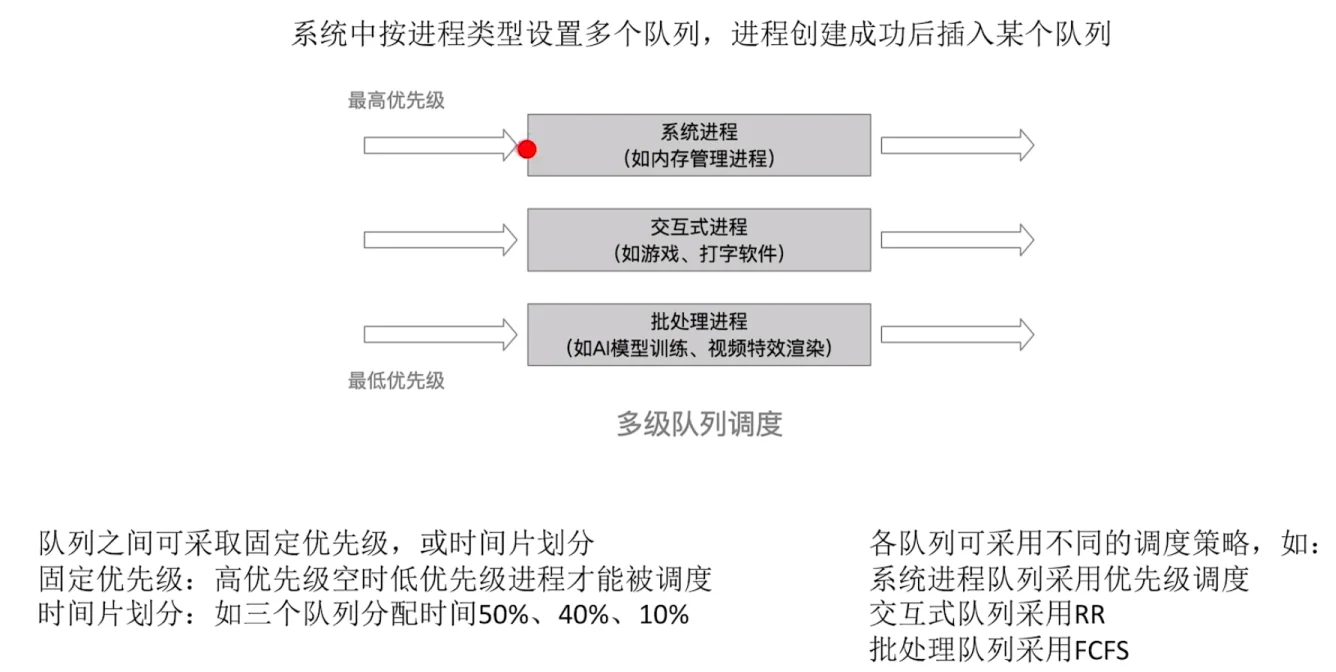 系统中按进程类型设置多个队列，进程创建成功后插入某个队列
最高优先级
系统进程
（如内存管理进程）
交互式进程
（如游戏、打字软件）
批处理进程
（如AI模型训练、视频特效渲染）
最低优先级
多级队列调度
队列之间可采取固定优先级，或时间片划分
固定优先级：高优先级空时低优先级进程才能被调度
时间片划分：如三个队列分配时间50%、40%、10%
各队列可采用不同的调度策略，如：
系统进程队列采用优先级调度
交互式队列采用RR
批处理队列采用FCFS